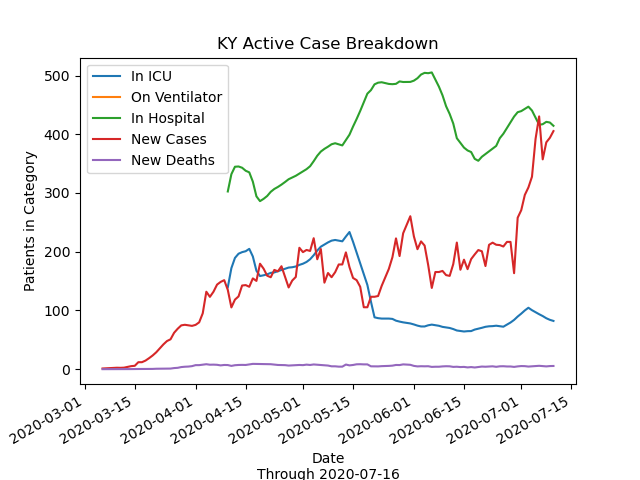 KY Active Case Breakdown
In ICU
On Ventilator
In Hospital
New Cases
New Deaths
Patients in Category
500
400
300
200
100
0
2020-03-01
2020-03-15
2020-04-01
2020-04-15
2020-05-01
2020-05-15
2020-06-01
2020-06-15
2020-07-01
2020-07-15
Date
Through 2020-07-16